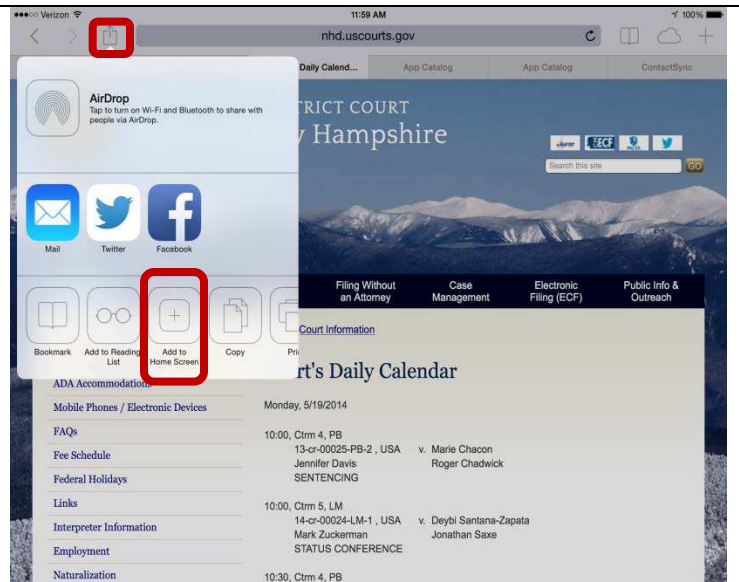 Verizon 11:59 AM 100%
nhd.uscourts.gov
Daily Calend... App Catalog App Catalog ContactSync
AirDrop
Tap to turn on Wi-Fi and Bluetooth to share with
people via AirDrop.
Mail Twitter Facebook
Bookmark Add to Reading List Add to Home Screen Copy Pri
TRICT COURT
Hampshire
ECF
Search this site GO
Filing Without an Attorney Case Management Electronic Filing (ECF) Public Info & Outreach
Court Information
rt's Daily Calendar
ADA Accommodations
Mobile Phones / Electronic Devices
FAQs
Fee Schedule
Federal Holidays
Links
Interpreter Information
Employment
Naturalization
Monday, 5/19/2014
10:00, Ctrm 4, PB
13-cr-00025-PB-2 , USA v. Marie Chacon
Jennifer Davis Roger Chadwick
SENTENCING
10:00, Ctrm 5, LM
14-cr-00024-LM-1 , USA v. Deybi Santana-Zapata
Mark Zuckerman Jonathan Saxe
STATUS CONFERENCE
10:30, Ctrm 4, PB